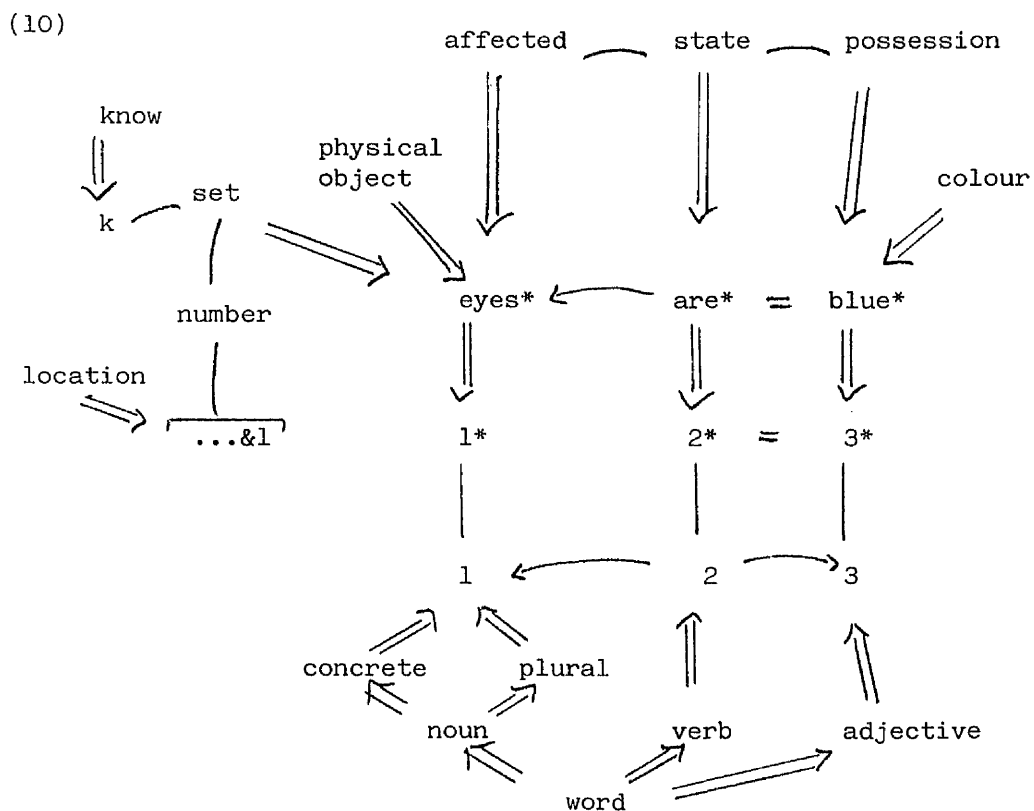 (10)
affected state possession
know
physical
object
colour
set
k
eyes* are* = blue*
number
location
...&l
1* 2* = 3*
1 2 3
concrete plural
noun verb adjective
word